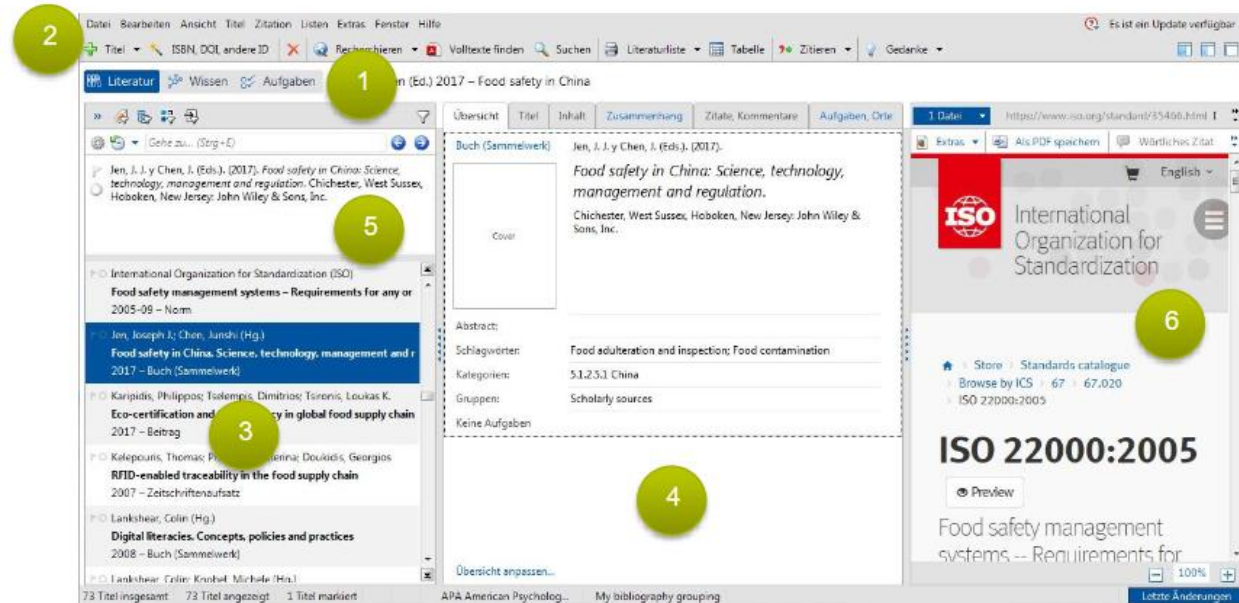 Datei Bearbeiten Ansicht Titel Zitation Listen Extras Fenster Hilfe
Es ist ein Update verfügbar
2
Titel ISBN, DOI, andere ID Recherchieren Volltexte finden Suchen Literaturliste Tabelle Zitieren Gedanke
Literatur Wissen Aufgaben
1
(Ed.) 2017 – Food safety in China
Gehe zu... (Strg+E)
Jen, J. J. y Chen, J. (Eds.). (2017). Food safety in China: Science,
technology, management and regulation. Chichester, West Sussex,
Hoboken, New Jersey: John Wiley & Sons, Inc.
5
International Organization for Standardization (ISO)
Food safety management systems – Requirements for any or
2005-09 – Norm
Jen, Joseph J.; Chen, Junshi (Hg.)
Food safety in China. Science, technology, management and r
2017 – Buch (Sammelwerk)
Karipidis, Philippos; Tselempis, Dimitrios; Tsironis, Loukas K.
Eco-certification and cy in global food supply chain
2017 – Beitrag
3
Kelepouris, Thomas; Doukidis, Georgios
RFID-enabled traceability in the food supply chain
2007 – Zeitschriftenaufsatz
Lankshear, Colin (Hg.)
Digital literacies. Concepts, policies and practices
2008 – Buch (Sammelwerk)
Lankshear, Colin; Knobel, Michele (Hg.)
73 Titel insgesamt 73 Titel angezeigt 1 Titel markiert
Übersicht Titel Inhalt Zusammenhang Zitate, Kommentare Aufgaben, Orte
Buch (Sammelwerk)
Jen, J. J. y Chen, J. (Eds.). (2017).
Food safety in China: Science, technology,
management and regulation.
Chichester, West Sussex, Hoboken, New Jersey: John Wiley &
Sons, Inc.
Cover
Abstract:
Schlagwörter: Food adulteration and inspection; Food contamination
Kategorien: 5.1.2.5.1 China
Gruppen: Scholarly sources
Keine Aufgaben
4
Übersicht anpassen...
APA American Psycholog... My bibliography grouping
1 Datei https://www.iso.org/standard/35466.html
Extras Als PDF speichern Wörtliches Zitat
English
ISO
International
Organization for
Standardization
6
Store Standards catalogue
Browse by ICS 67 67.020
ISO 22000:2005
ISO 22000:2005
Preview
Food safety management
systems -- Requirements for
100%
Letzte Änderungen